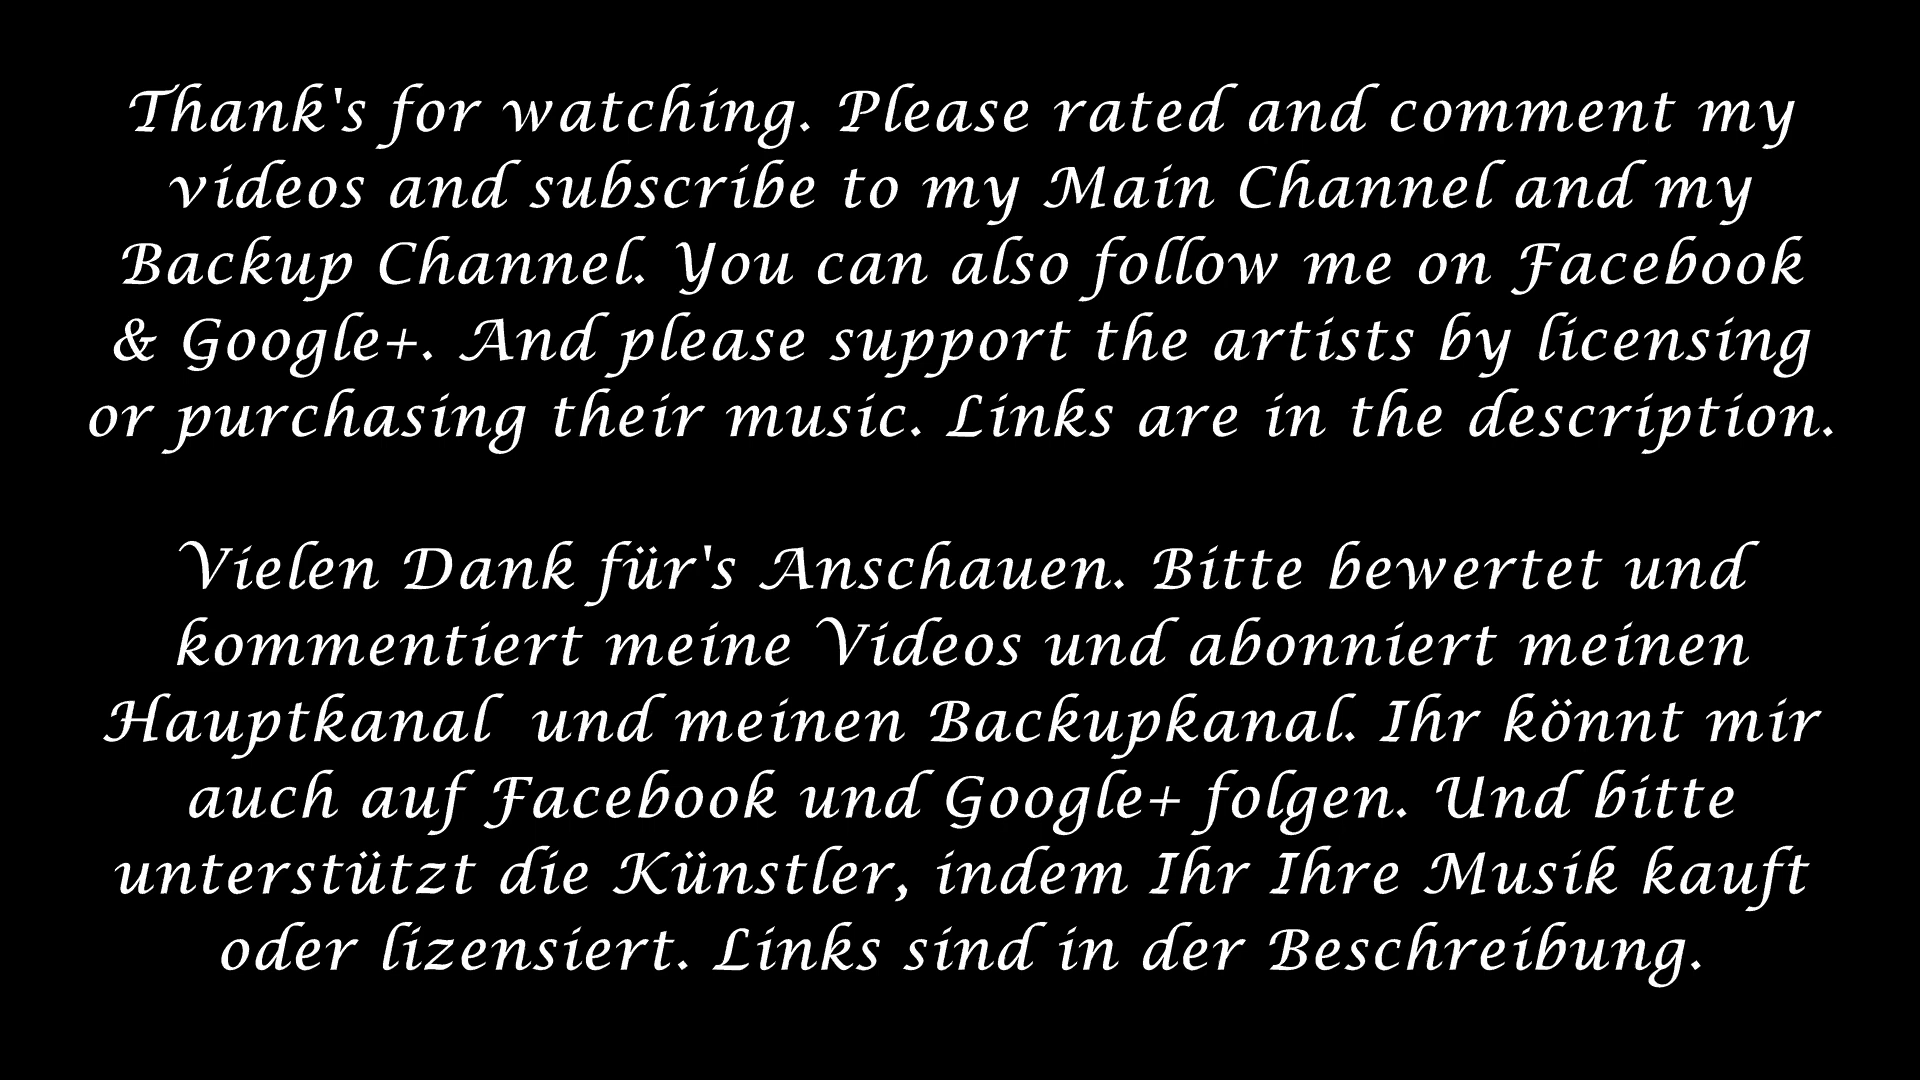 Thank's for watching. Please rated and comment my
videos and subscribe to my Main Channel and my
Backup Channel. You can also follow me on Facebook
& Google+. And please support the artists by licensing
or purchasing their music. Links are in the description.
Vielen Dank für's Anschauen. Bitte bewertet und
kommentiert meine Videos und abonniert meinen
Hauptkanal  und meinen Backupkanal. Ihr könnt mir
auch auf Facebook und Google+ folgen. Und bitte
unterstützt die Künstler, indem Ihr Ihre Musik kauft
oder lizensiert. Links sind in der Beschreibung.